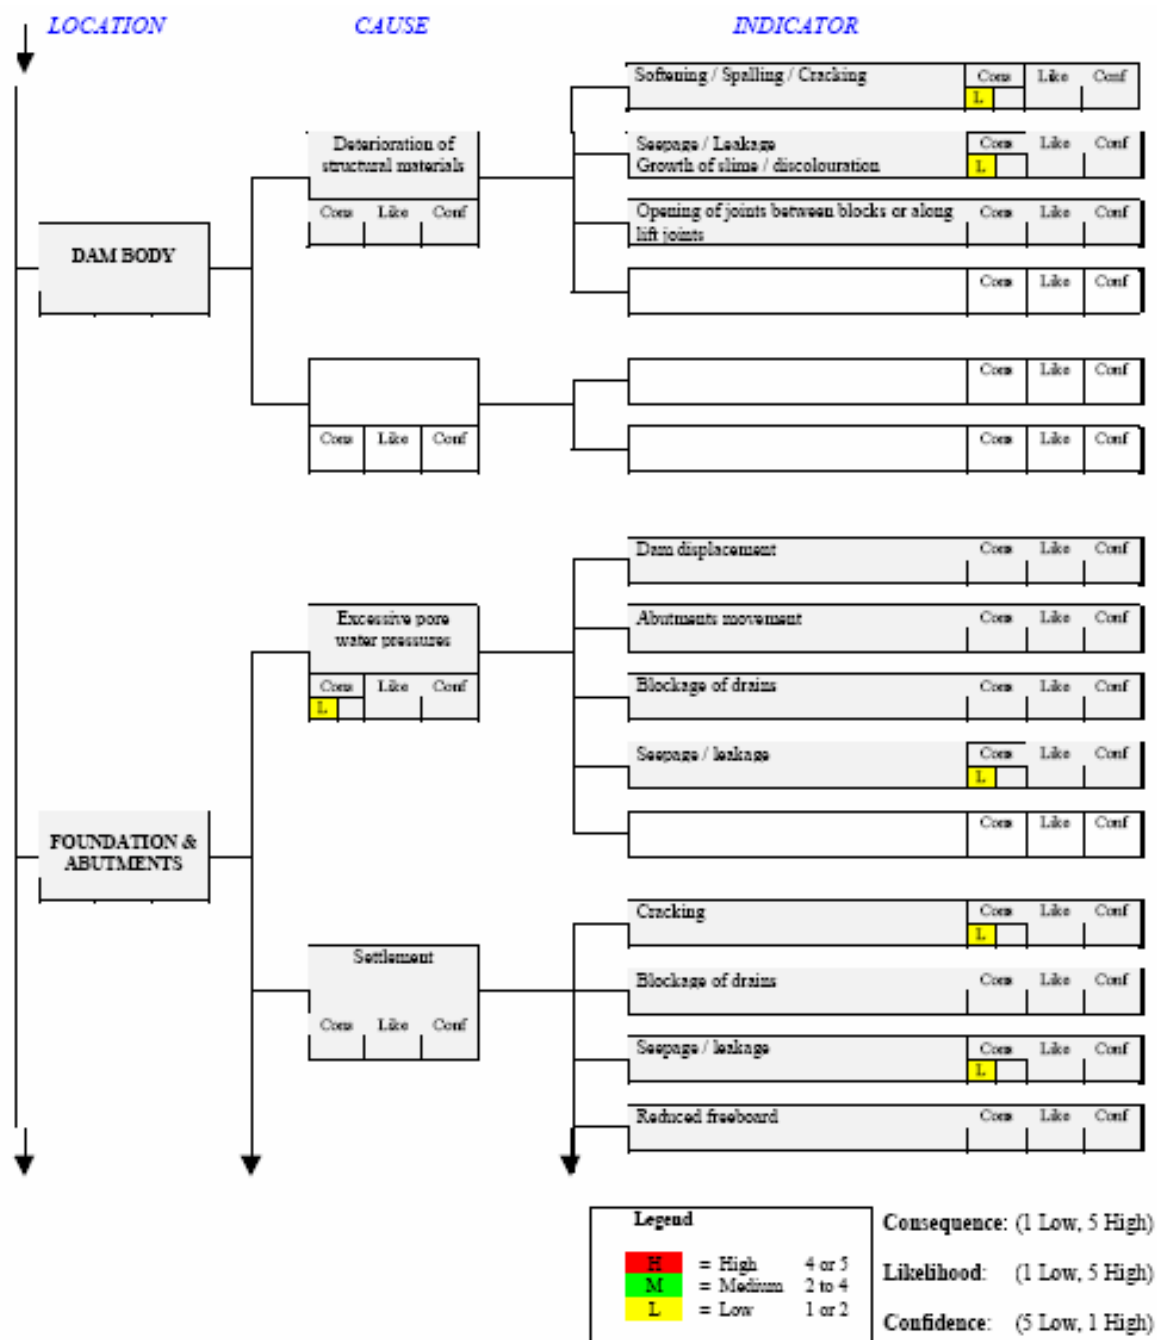 LOCATION CAUSE INDICATOR
Softening / Spalling / Cracking Cons Like Conf
L
Deterioration of
structural materials
Cons Like Conf
Seepage / Leakage Cons Like Conf
Growth of slime / discolouration L
Opening of joints between blocks or along Cons Like Conf
lift joints
DAM BODY
Cons Like Conf
Cons Like Conf
Cons Like Conf
Cons Like Conf
Dam displacement Cons Like Conf
Excessive pore
water pressures
Cons Like Conf
L
Abutments movement Cons Like Conf
Blockage of drains Cons Like Conf
Seepage / leakage Cons Like Conf
L
Cons Like Conf
FOUNDATION &
ABUTMENTS
Cracking Cons Like Conf
L
Settlement
Cons Like Conf
Blockage of drains Cons Like Conf
Seepage / leakage Cons Like Conf
L
Reduced freeboard Cons Like Conf
Legend
H = High 4 or 5
M = Medium 2 to 4
L = Low 1 or 2
Consequence: (1 Low, 5 High)
Likelihood: (1 Low, 5 High)
Confidence: (5 Low, 1 High)